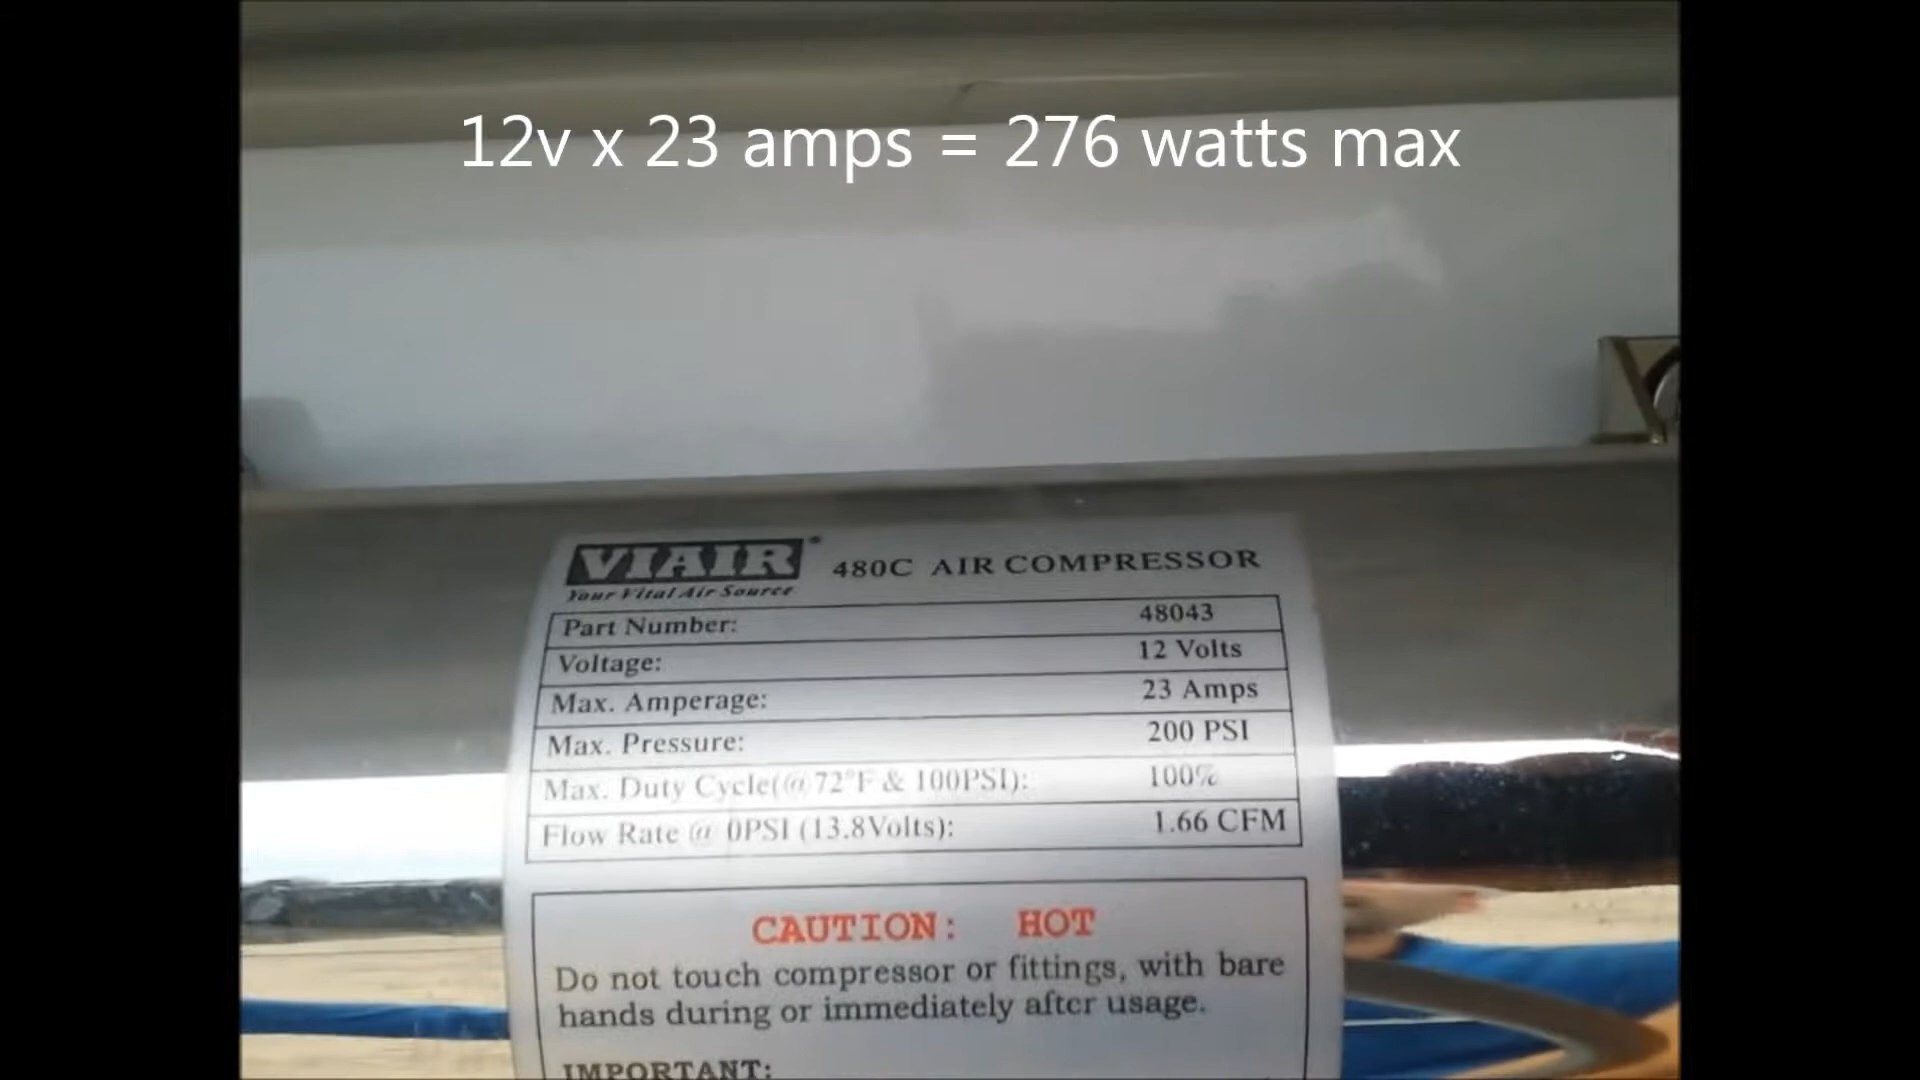 12v x 23 amps = 276 watts max
VIAIR® 480C AIR COMPRESSOR
Your Vital Air Source
Part Number: 48043
Voltage: 12 Volts
Max. Amperage: 23 Amps
Max. Pressure: 200 PSI
Max. Duty Cycle(@ 72°F & 100PSI): 100%
Flow Rate @ 0PSI (13.8Volts): 1.66 CFM
CAUTION: HOT
Do not touch compressor or fittings, with bare
hands during or immediately after usage.
IMPORTANT: